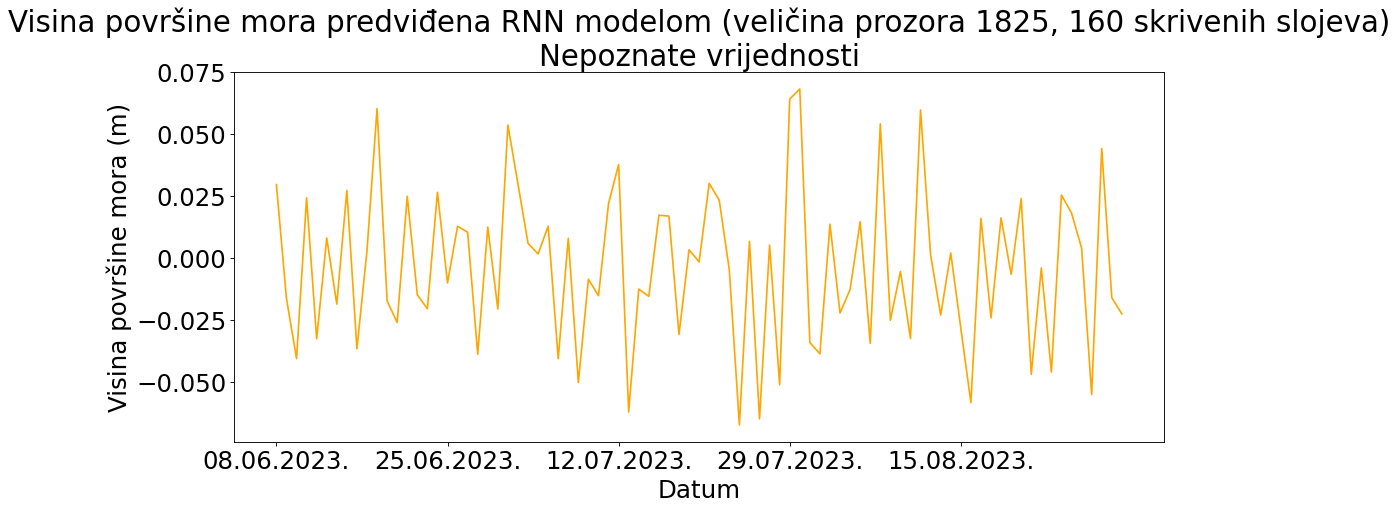 Visina površine mora predviđena RNN modelom (veličina prozora 1825, 160 skrivenih slojeva)
Nepoznate vrijednosti
0.075
0.050
0.025
0.000
−0.025
−0.050
Visina površine mora (m)
08.06.2023.
25.06.2023.
12.07.2023.
29.07.2023.
15.08.2023.
Datum